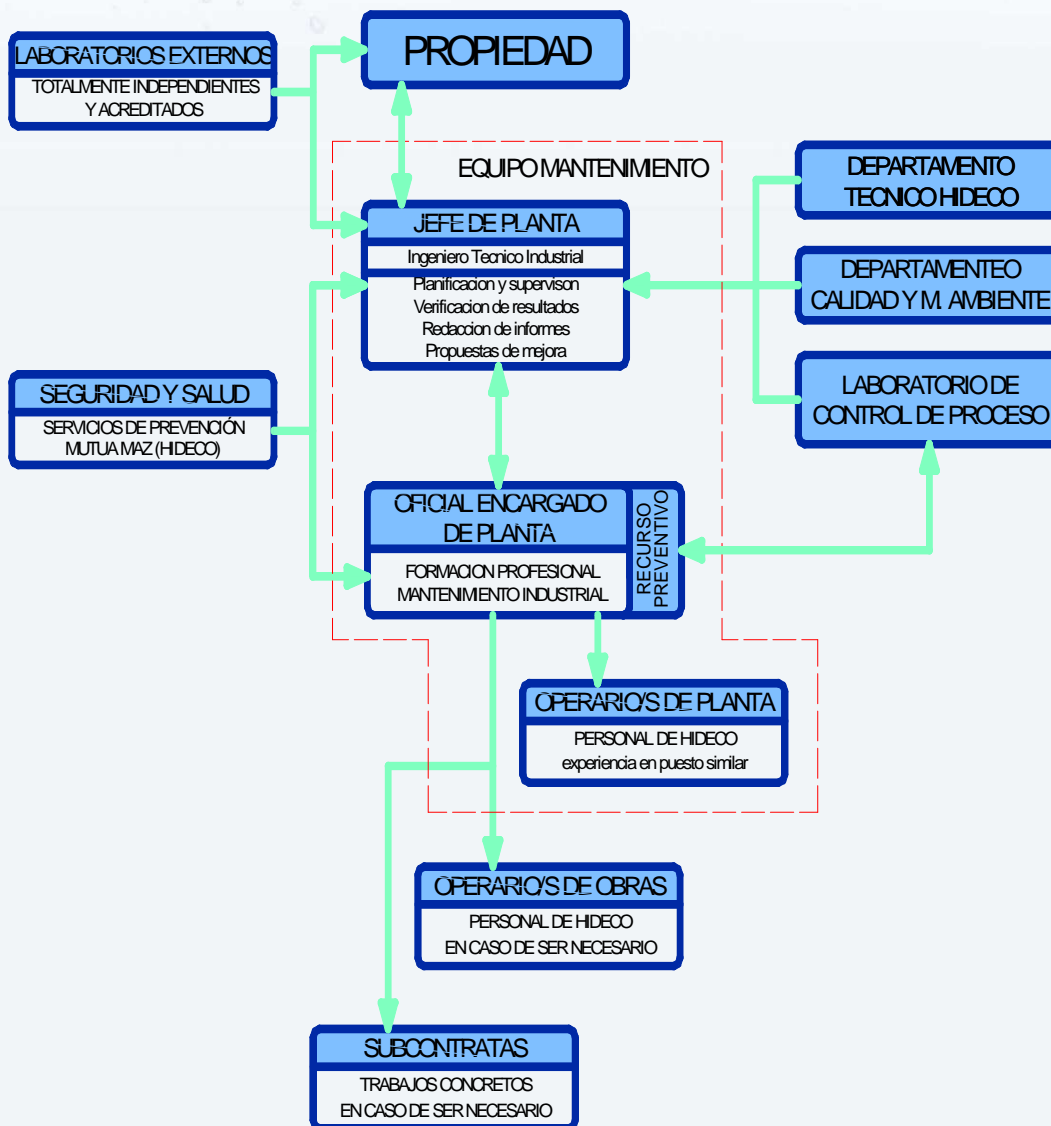 PROPIEDAD
LABORATORIOS EXTERNOS
TOTALMENTE INDEPENDIENTES
Y ACREDITADOS
EQUIPO MANTENIMIENTO
DEPARTAMENTO
TECNICO HIDECO
JEFE DE PLANTA
Ingeniero Tecnico Industrial
Planificacion y supervison
Verificacion de resultados
Redaccion de informes
Propuestas de mejora
DEPARTAMENTEO
CALIDAD Y M. AMBIENTE
LABORATORIO DE
CONTROL DE PROCESO
SEGURIDAD Y SALUD
SERVICIOS DE PREVENCIÓN
MUTUA MAZ (HIDECO)
OFICIAL ENCARGADO
DE PLANTA
FORMACION PROFESIONAL
MANTENIMIENTO INDUSTRIAL
RECURSO
PREVENTIVO
OPERARIO/S DE PLANTA
PERSONAL DE HIDECO
experiencia en puesto similar
OPERARIO/S DE OBRAS
PERSONAL DE HIDECO
EN CASO DE SER NECESARIO
SUBCONTRATAS
TRABAJOS CONCRETOS
EN CASO DE SER NECESARIO